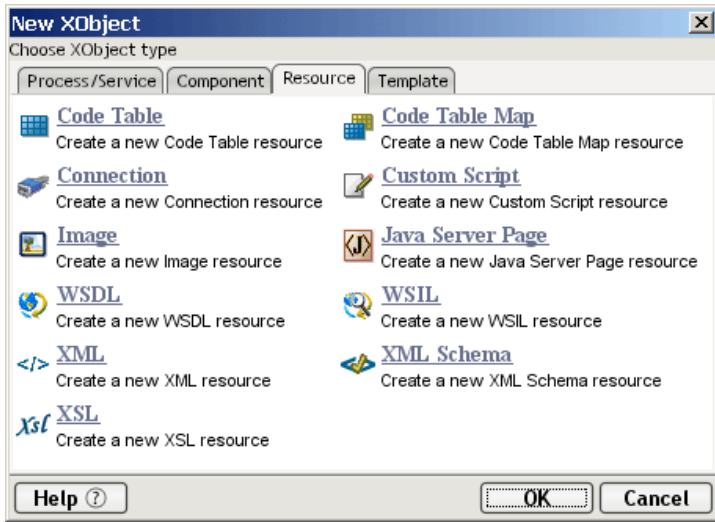 New XObject
Choose XObject type
Process/Service Component Resource Template
Code Table Code Table Map
Create a new Code Table resource Create a new Code Table Map resource
Connection Custom Script
Create a new Connection resource Create a new Custom Script resource
Image Java Server Page
Create a new Image resource Create a new Java Server Page resource
WSDL WSIL
Create a new WSDL resource Create a new WSIL resource
</> XML XML Schema
Create a new XML resource Create a new XML Schema resource
Xsl XSL
Create a new XSL resource
Help ? OK Cancel